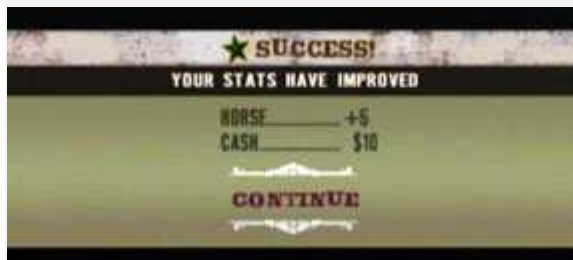 SUCCESS!
YOUR STATS HAVE IMPROVED
HORSE +5
CASH $10
CONTINUE